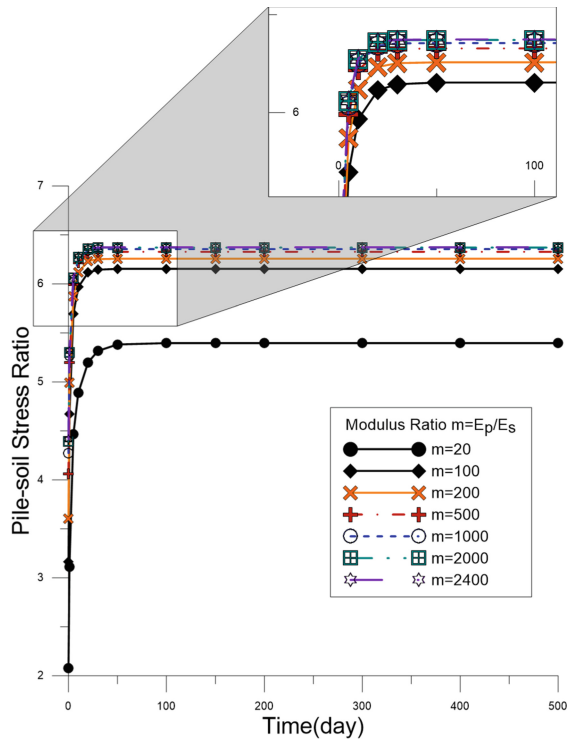 6
0
100
7
6
5
4
3
2
Pile-soil Stress Ratio
Modulus Ratio m=Ep/Es
m=20
m=100
m=200
m=500
m=1000
m=2000
m=2400
0
100
200
300
400
500
Time(day)